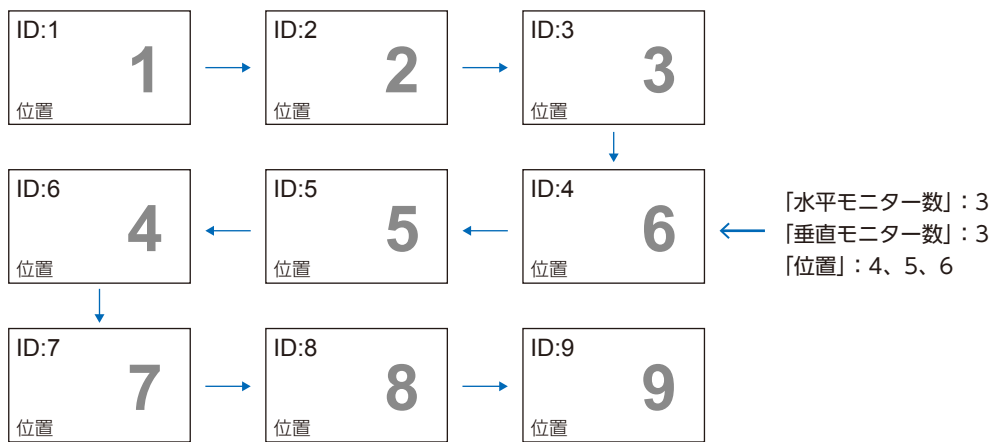 ID:1
1
位置
ID:2
2
位置
ID:3
3
位置
ID:6
4
位置
ID:5
5
位置
ID:4
6
位置
「水平モニター数」：3
「垂直モニター数」：3
「位置」：4、5、6
ID:7
7
位置
ID:8
8
位置
ID:9
9
位置